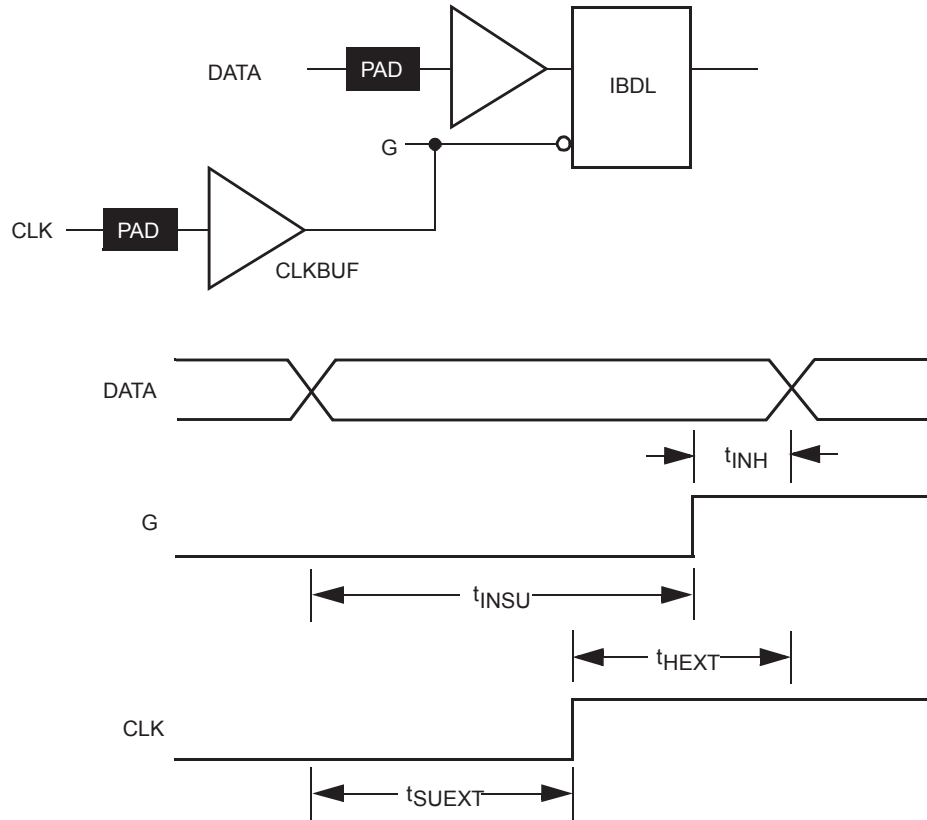 DATA
PAD
IBDL
G
CLK
PAD
CLKBUF
DATA
tINH
G
tINSU
tHEXT
CLK
tSUEXT